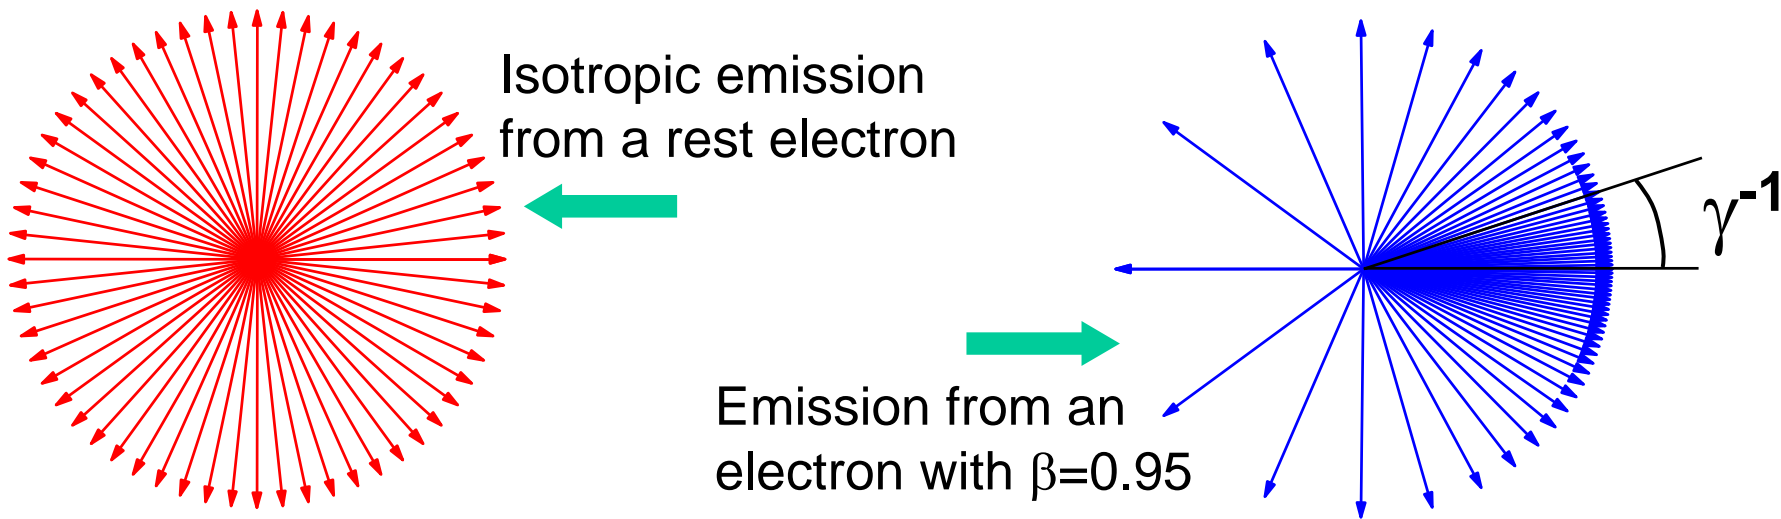 Isotropic emission
from a rest electron
γ-1
Emission from an
electron with β=0.95